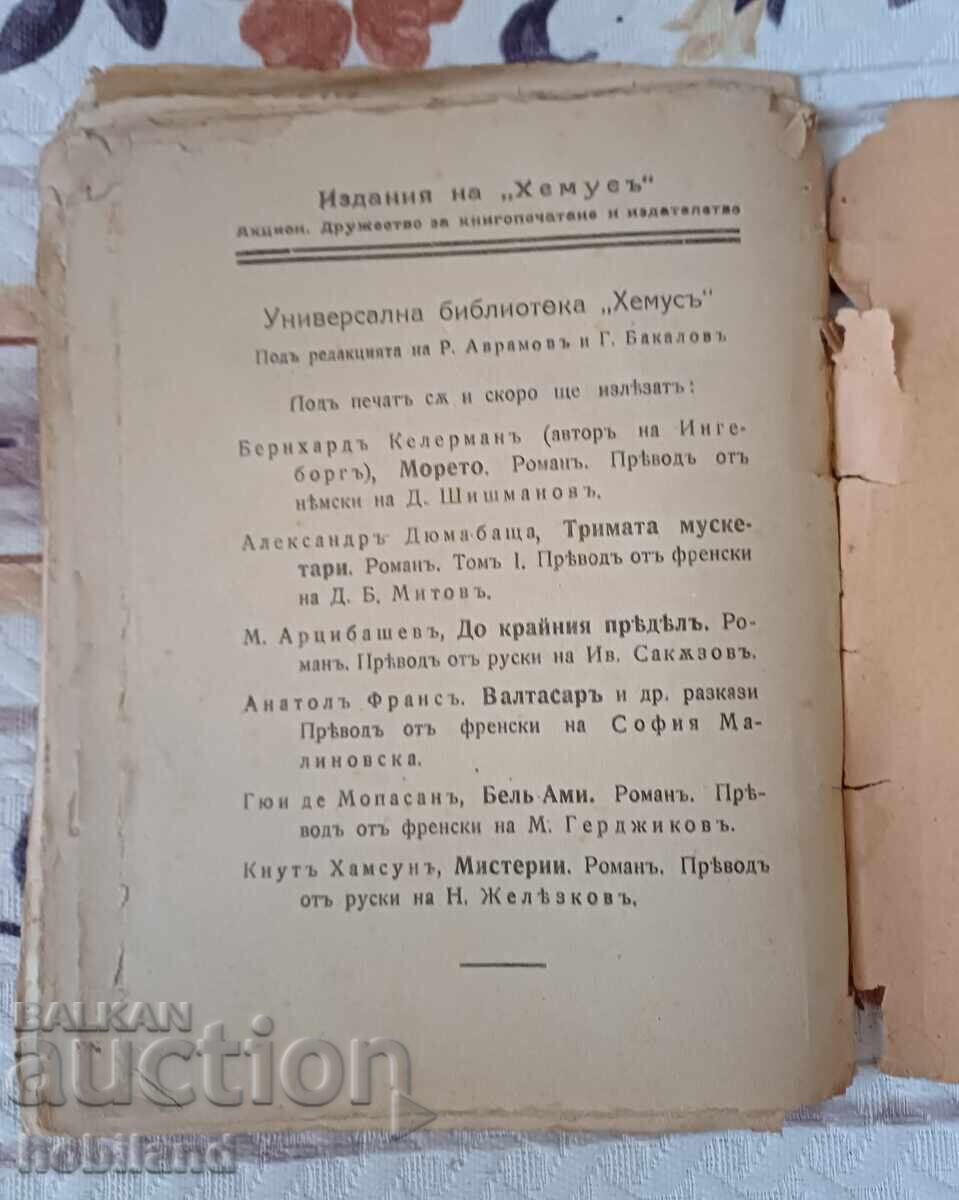 Издания на „Хемусъ“
Акцион. Дружество за книгопечатане и издателство
Универсална библиотека „Хемусъ“
Подъ редакцията на Р. Аврамовъ и Г. Бакаловъ
Подъ печатъ сѫ и скоро ще излѣзатъ:
Бернхардъ Келерманъ (авторъ на Инге-
боргъ), Морето. Романъ. Прѣводъ отъ
нѣмски на Д. Шишмановъ.
Александръ Дюма-баща, Тримата муске-
тари. Романъ. Томъ I. Прѣводъ отъ френски
на Д. Б. Митовъ.
М. Арцибашевъ, До крайния прѣдѣлъ. Ро-
манъ. Прѣводъ отъ руски на Ив. Сакѫзовъ.
Анатолъ Франсъ. Валтасаръ и др. разкази
Прѣводъ отъ френски на София Ма-
линовска.
Гюи де Мопасанъ, Бель-Ами. Романъ. Прѣ-
водъ отъ френски на М. Герджиковъ.
Кнутъ Хамсунъ, Мистерии. Романъ. Прѣводъ
отъ руски на Н. Желѣзковъ.
BALKAN
auction
hobiland